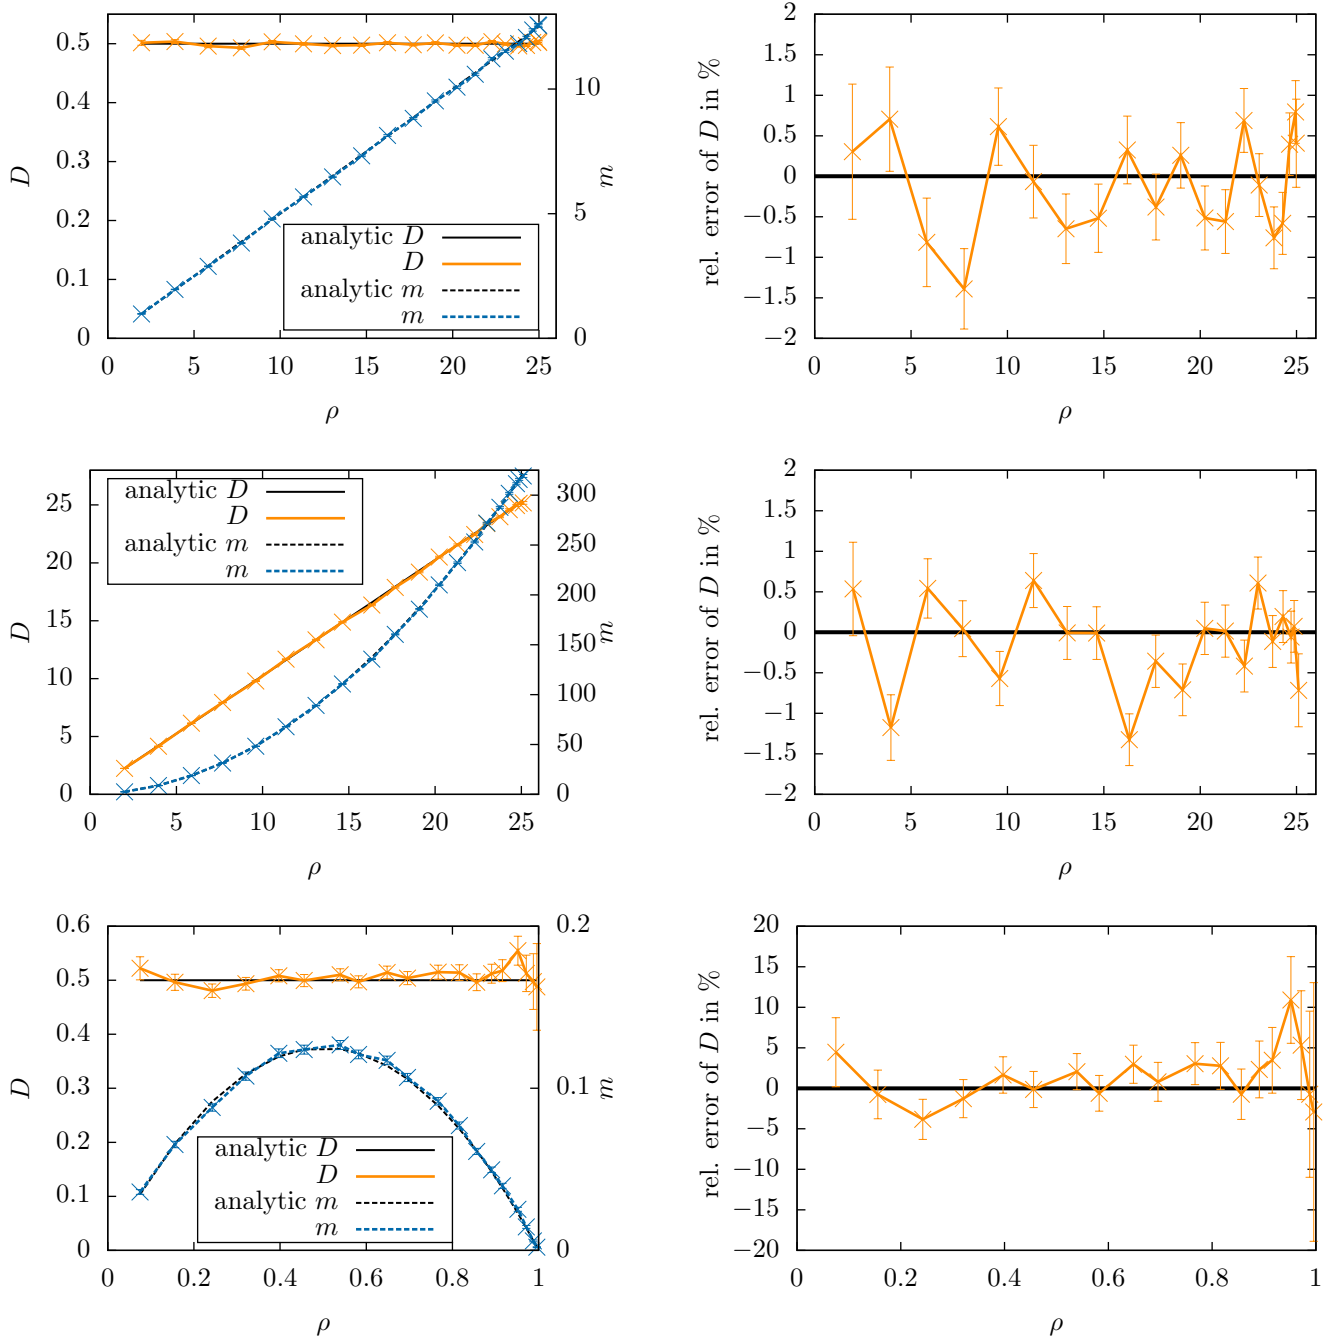 0.5
0.4
0.3
0.2
0.1
0
D
10
5
0
m
analytic D
D
analytic m
m
0 5 10 15 20 25
ρ
2
1.5
1
0.5
0
−0.5
−1
−1.5
−2
rel. error of D in %
0 5 10 15 20 25
ρ
25
20
15
10
5
0
D
300
250
200
150
100
50
0
m
analytic D
D
analytic m
m
0 5 10 15 20 25
ρ
2
1.5
1
0.5
0
−0.5
−1
−1.5
−2
rel. error of D in %
0 5 10 15 20 25
ρ
0.6
0.5
0.4
0.3
0.2
0.1
0
D
0.2
0.1
0
m
analytic D
D
analytic m
m
0 0.2 0.4 0.6 0.8 1
ρ
20
15
10
5
0
−5
−10
−15
−20
rel. error of D in %
0 0.2 0.4 0.6 0.8 1
ρ